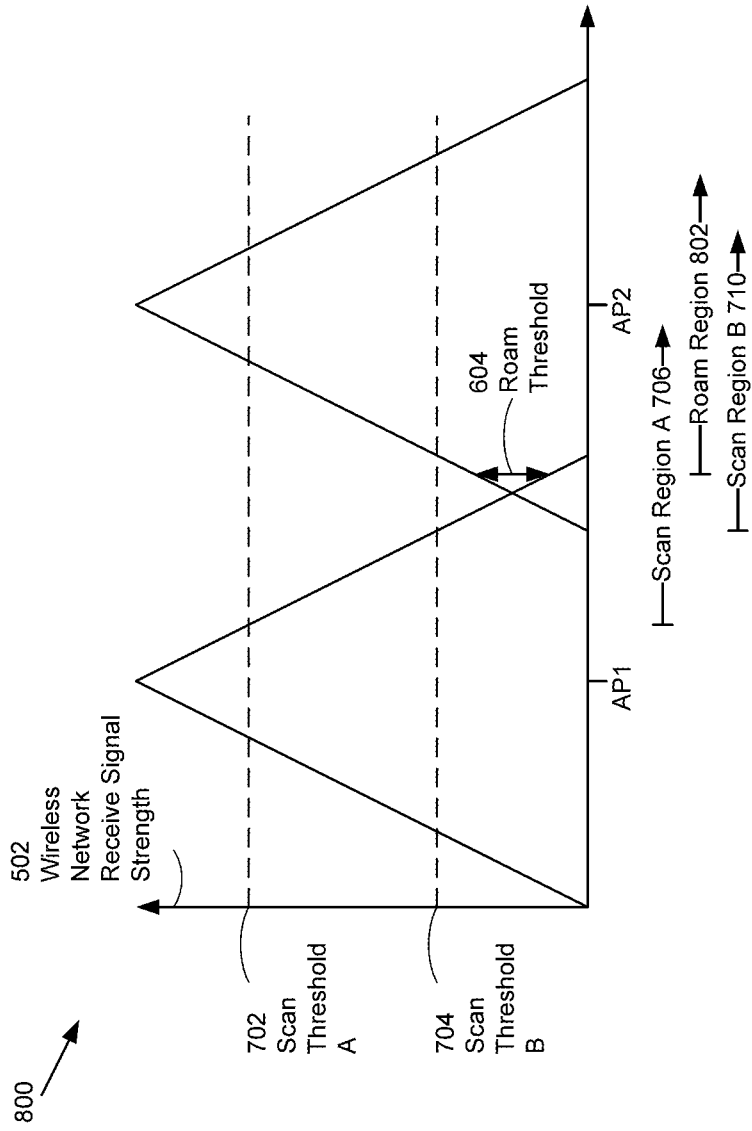 800
502
Wireless
Network
Receive Signal
Strength
702
Scan
Threshold
A
704
Scan
Threshold
B
604
Roam
Threshold
AP1
AP2
Scan Region A 706
Roam Region 802
Scan Region B 710